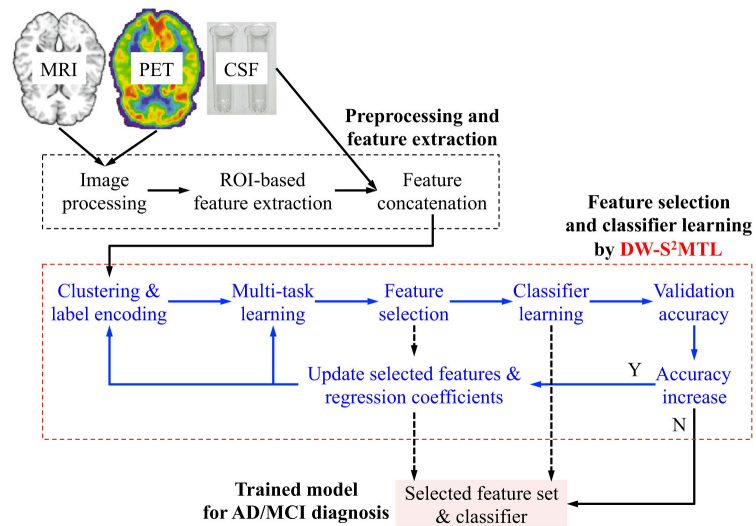 MRI
PET
CSF
Preprocessing and
feature extraction
Image
processing
ROI-based
feature extraction
Feature
concatenation
Feature selection
and classifier learning
by DW-S²MTL
Clustering &
label encoding
Multi-task
learning
Feature
selection
Classifier
learning
Validation
accuracy
Update selected features &
regression coefficients
Y
Accuracy
increase
N
Trained model
for AD/MCI diagnosis
Selected feature set
& classifier